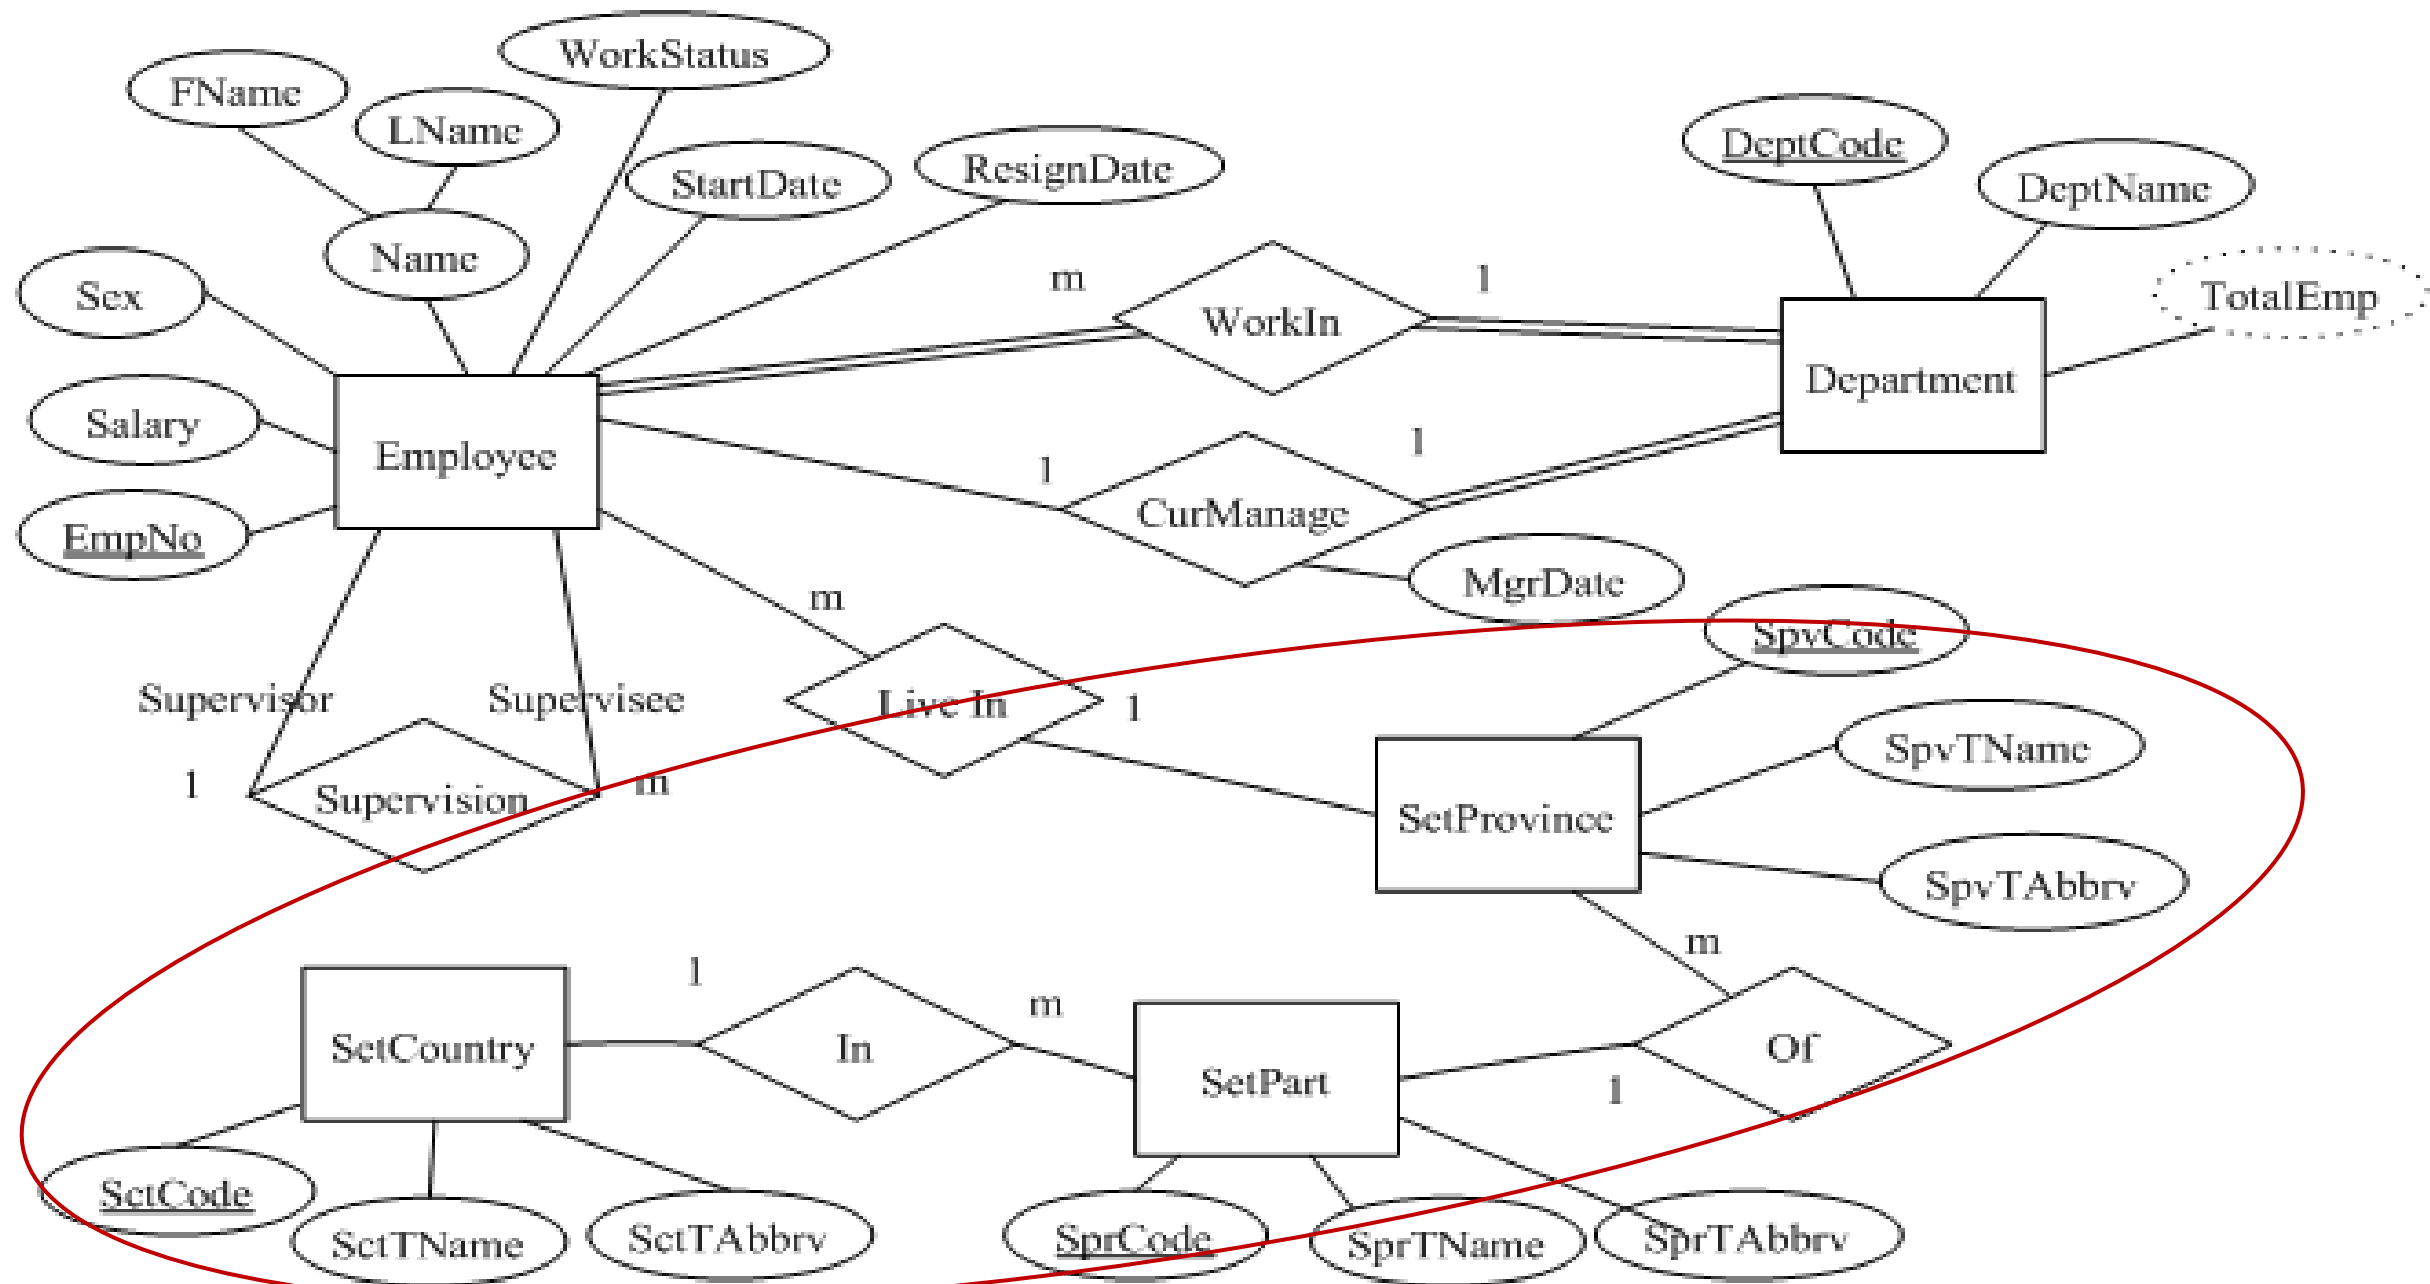 WorkStatus
FName
LName
StartDate
ResignDate
DeptCode
DeptName
Name
Sex
m
1
WorkIn
TotalEmp
Department
Salary
Employee
1
1
CurManage
EmpNo
MgrDate
m
SpvCode
Supervisor
Supervisee
Live In
1
SpvTName
1
Supervision
m
SetProvince
SpvTAbbrv
m
1
m
SetCountry
In
SetPart
Of
1
SctCode
SctTName
SctTAbbrv
SprCode
SprTName
SprTAbbrv